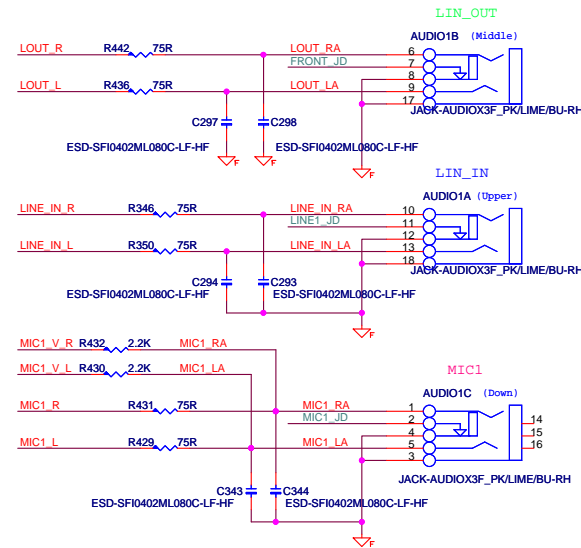 LIN_OUT
AUDIO1B (Middle)
LOUT_R R442 75R LOUT_RA 6
FRONT_JD 7
8
LOUT_L R436 75R LOUT_LA 9
17
JACK-AUDIOX3F_PK/LIME/BU-RH
C297 C298
ESD-SFI0402ML080C-LF-HF ESD-SFI0402ML080C-LF-HF
F F F
LIN_IN
AUDIO1A (Upper)
LINE_IN_R R346 75R LINE_IN_RA 10
LINE1_JD 11
12
LINE_IN_L R350 75R LINE_IN_LA 13
18
JACK-AUDIOX3F_PK/LIME/BU-RH
C294 C293
ESD-SFI0402ML080C-LF-HF ESD-SFI0402ML080C-LF-HF
F
MIC1_V_R R432 2.2K MIC1_RA
MIC1_V_L R430 2.2K MIC1_LA
MIC1
AUDIO1C (Down)
MIC1_R R431 75R MIC1_RA 1
MIC1_JD 2 14
4 15
MIC1_L R429 75R MIC1_LA 5 16
3
JACK-AUDIOX3F_PK/LIME/BU-RH
C343 C344
ESD-SFI0402ML080C-LF-HF ESD-SFI0402ML080C-LF-HF
F